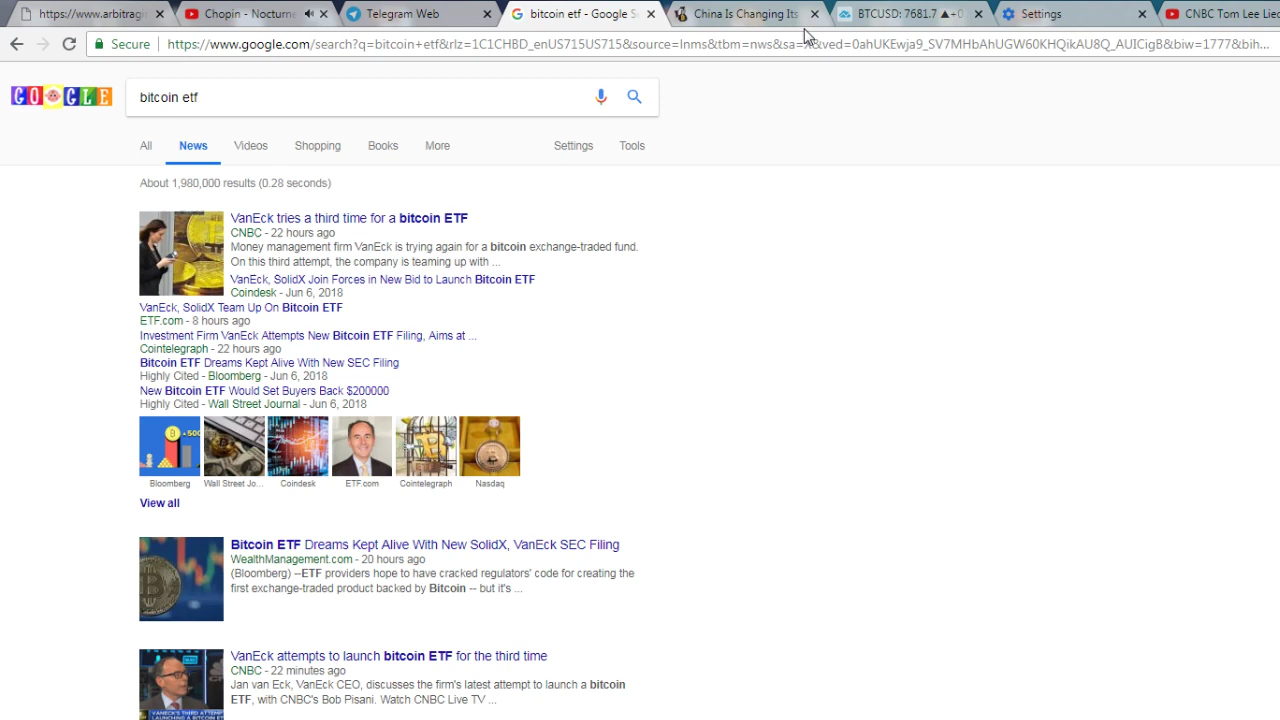 https://www.arbitragin
Chopin - Nocturne
Telegram Web
bitcoin etf - Google S
China Is Changing Its
BTCUSD: 7681.7 ▲+0
Settings
CNBC Tom Lee Lie
Secure
https://www.google.com/search?q=bitcoin+etf&rlz=1C1CHBD_enUS715US715&source=lnms&tbm=nws&sa=X&ved=0ahUKEwja9_SV7MHbAhUGW60KHQikAU8Q_AUICigB&biw=1777&bih...
GOOGLE
bitcoin etf
All News Videos Shopping Books More Settings Tools
About 1,980,000 results (0.28 seconds)
VanEck tries a third time for a bitcoin ETF
CNBC - 22 hours ago
Money management firm VanEck is trying again for a bitcoin exchange-traded fund.
On this third attempt, the company is teaming up with ...
VanEck, SolidX Join Forces in New Bid to Launch Bitcoin ETF
Coindesk - Jun 6, 2018
VanEck, SolidX Team Up On Bitcoin ETF
ETF.com - 8 hours ago
Investment Firm VanEck Attempts New Bitcoin ETF Filing, Aims at ...
Cointelegraph - 22 hours ago
Bitcoin ETF Dreams Kept Alive With New SEC Filing
Highly Cited - Bloomberg - Jun 6, 2018
New Bitcoin ETF Would Set Buyers Back $200000
Highly Cited - Wall Street Journal - Jun 6, 2018
Bloomberg
Wall Street Jo...
Coindesk
ETF.com
Cointelegraph
Nasdaq
View all
Bitcoin ETF Dreams Kept Alive With New SolidX, VanEck SEC Filing
WealthManagement.com - 20 hours ago
(Bloomberg) --ETF providers hope to have cracked regulators' code for creating the
first exchange-traded product backed by Bitcoin -- but it's ...
VanEck attempts to launch bitcoin ETF for the third time
CNBC - 22 minutes ago
Jan van Eck, VanEck CEO, discusses the firm's latest attempt to launch a bitcoin
ETF, with CNBC's Bob Pisani. Watch CNBC Live TV ...